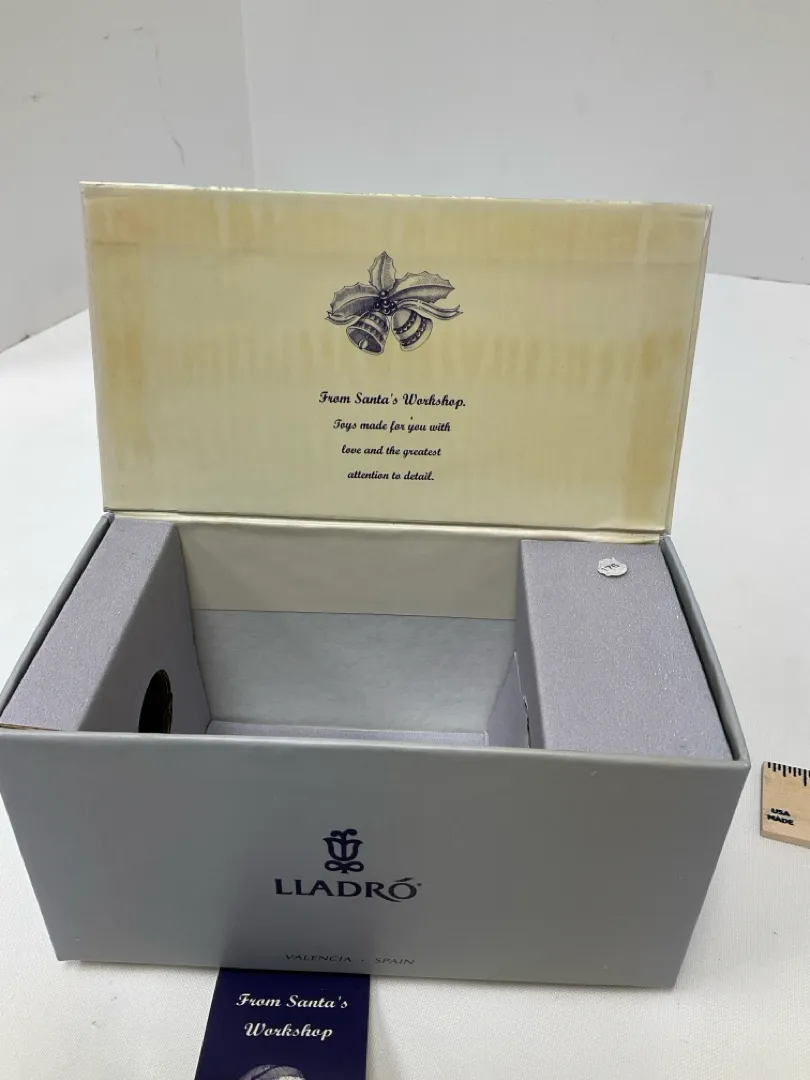 From Santa's Workshop.
Toys made for you with
love and the greatest
attention to detail.
LLADRÓ
VALENCIA · SPAIN
From Santa's
Workshop
USA
MADE